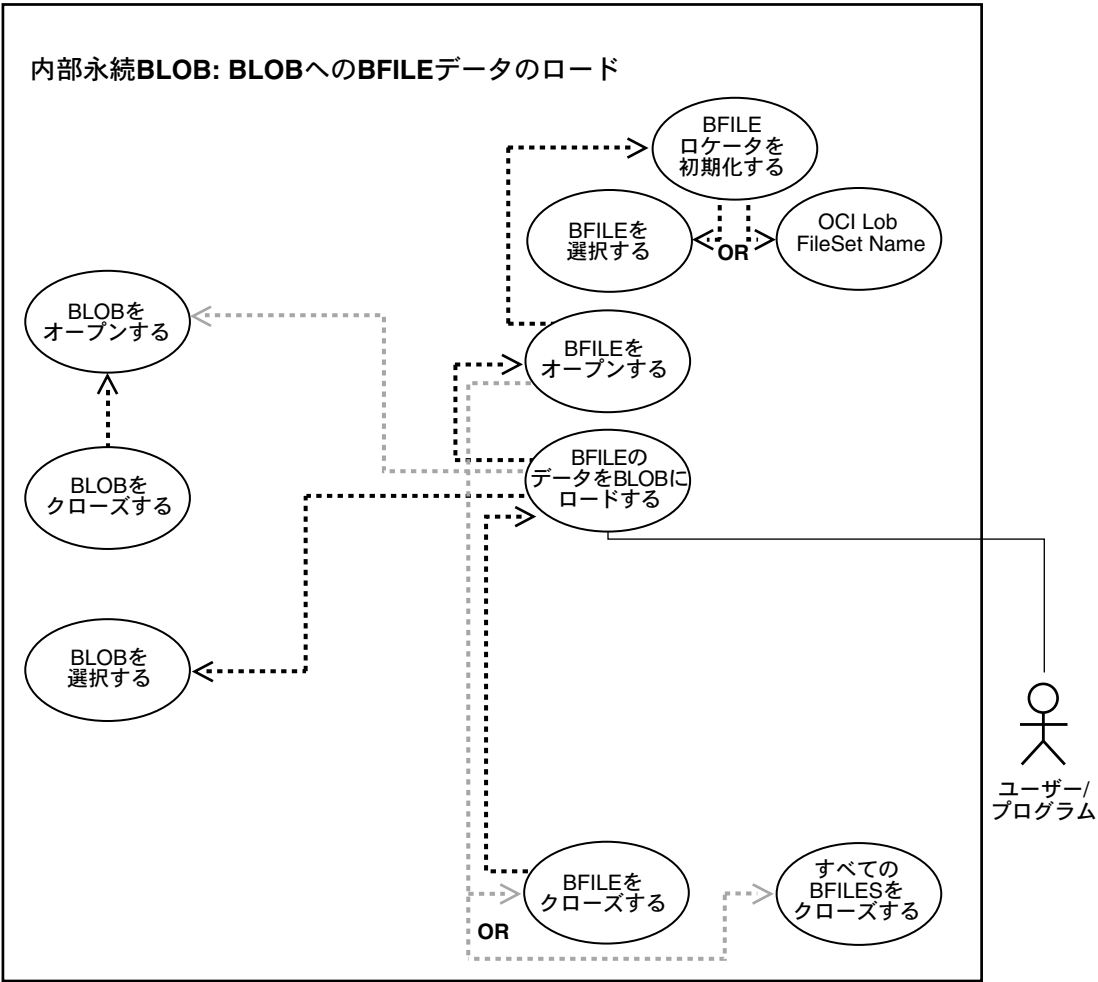 内部永続BLOB: BLOBへのBFILEデータのロード
BFILE
ロケータを
初期化する
BFILEを
選択する
OR
OCI Lob
FileSet Name
BLOBを
オープンする
BFILEを
オープンする
BLOBを
クローズする
BFILEの
データをBLOBに
ロードする
BLOBを
選択する
ユーザー/
プログラム
BFILEを
クローズする
すべての
BFILESを
クローズする
OR